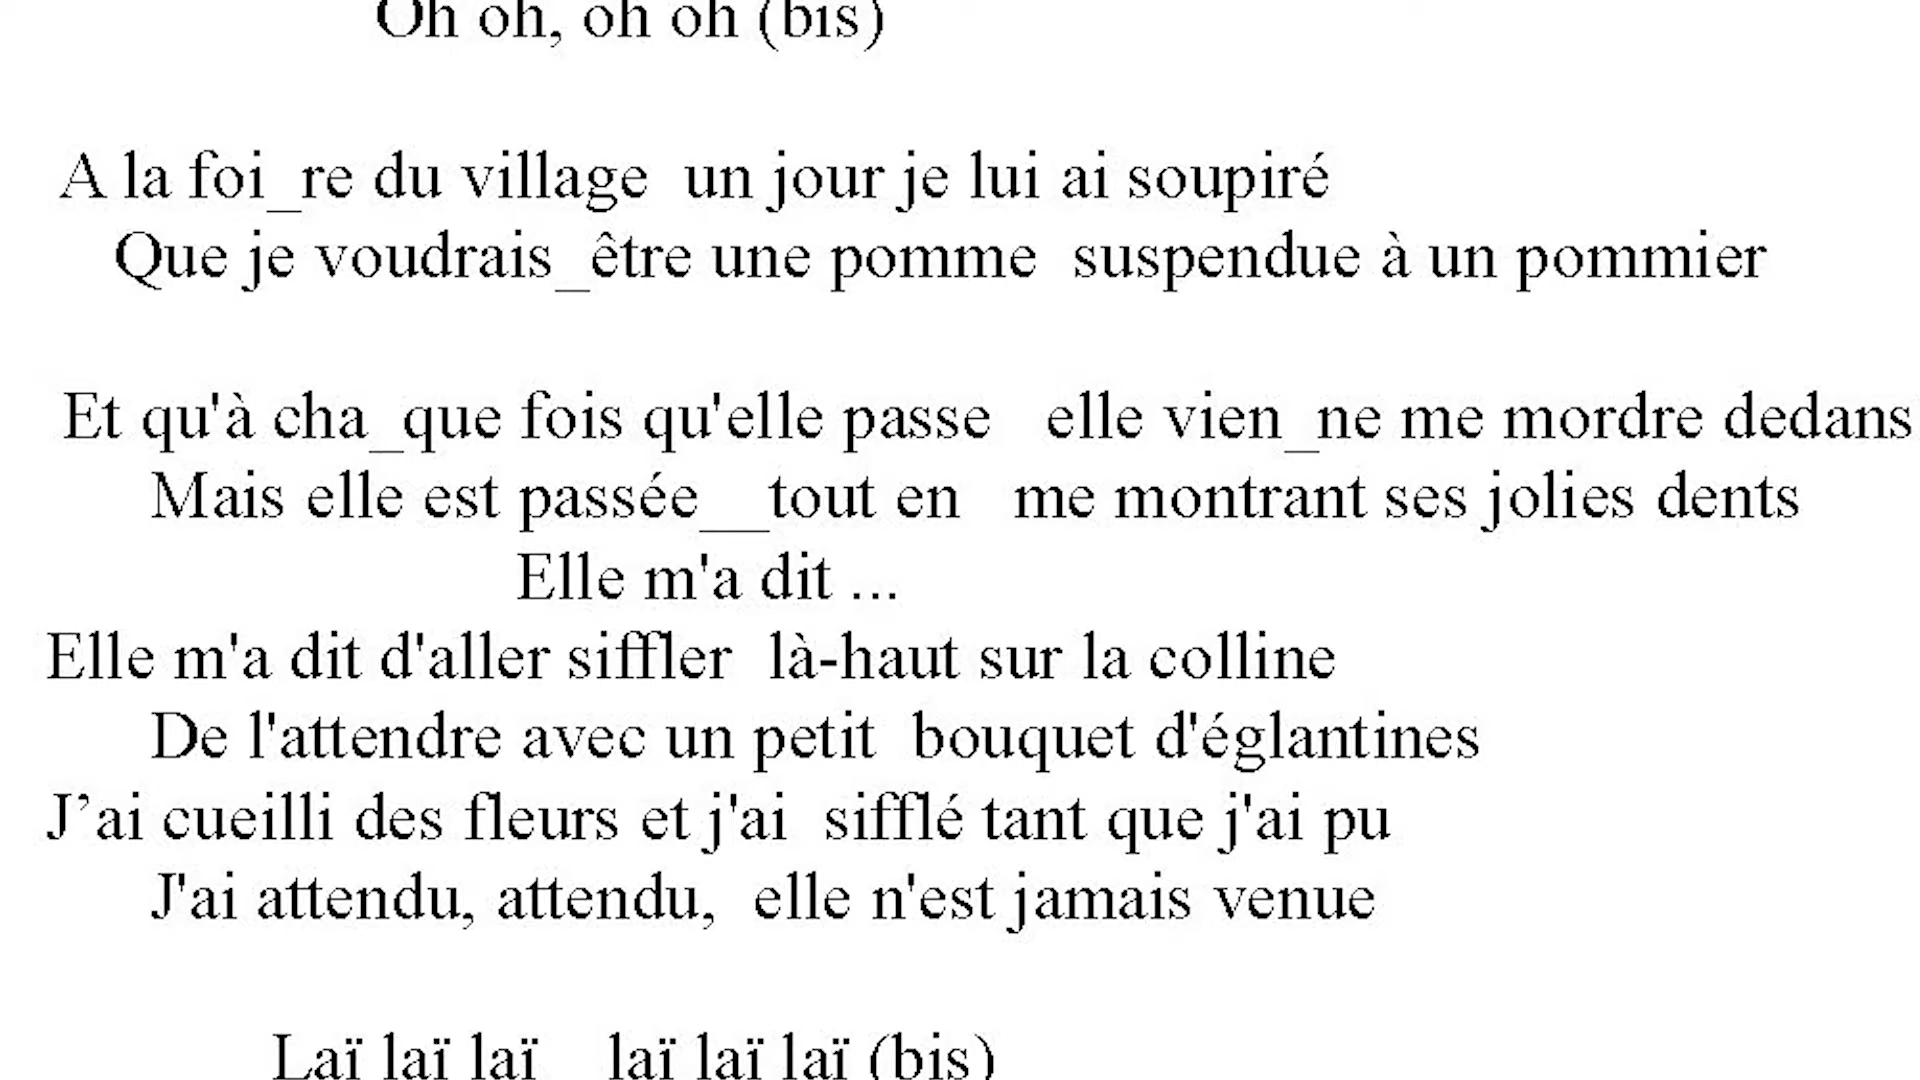 Oh oh, oh oh (bis)
A la foi_re du village un jour je lui ai soupiré
Que je voudrais_être une pomme suspendue à un pommier
Et qu'à cha_que fois qu'elle passe elle vien_ne me mordre dedans
Mais elle est passée__tout en me montrant ses jolies dents
Elle m'a dit ...
Elle m'a dit d'aller siffler là-haut sur la colline
De l'attendre avec un petit bouquet d'églantines
J’ai cueilli des fleurs et j'ai sifflé tant que j'ai pu
J'ai attendu, attendu, elle n'est jamais venue
Laï laï laï laï laï laï (bis)